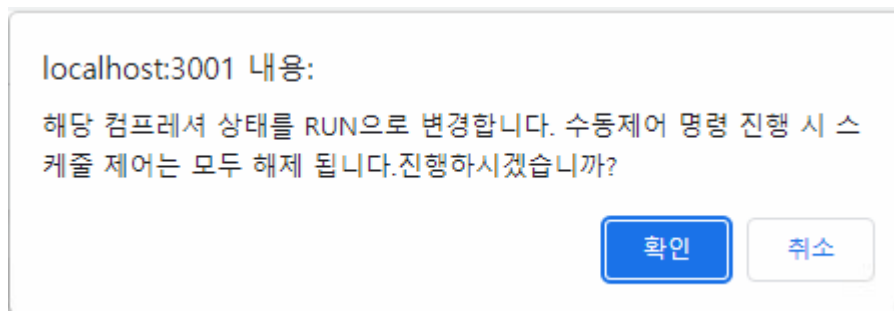 localhost:3001 내용:
해당 컴프레셔 상태를 RUN으로 변경합니다. 수동제어 명령 진행 시 스
케줄 제어는 모두 해제 됩니다.진행하시겠습니까?
확인 취소